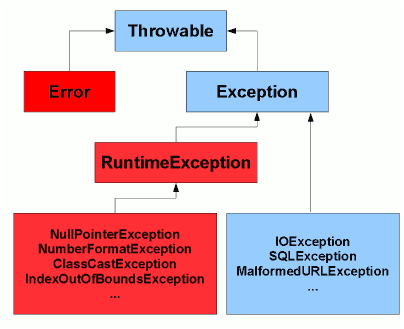 Throwable
Error
Exception
RuntimeException
NullPointerException
NumberFormatException
ClassCastException
IndexOutOfBoundsException
...
IOException
SQLException
MalformedURLException
...